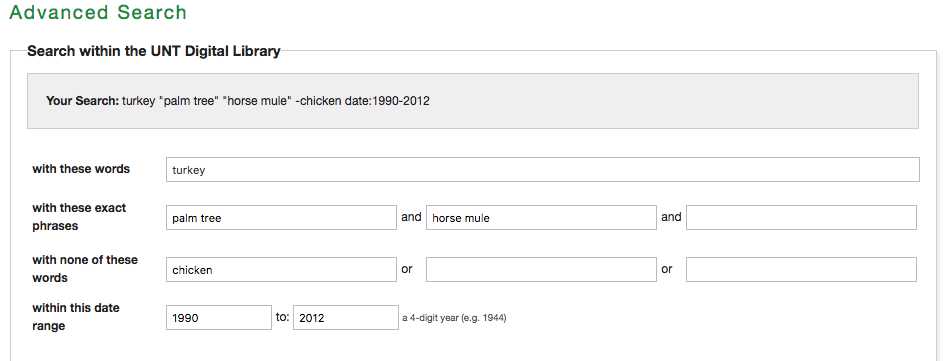 Advanced Search
Search within the UNT Digital Library
Your Search: turkey "palm tree" "horse mule" -chicken date:1990-2012
with these words turkey
with these exact
phrases palm tree and horse mule and
with none of these
words chicken or or
within this date
range 1990 to: 2012 a 4-digit year (e.g. 1944)